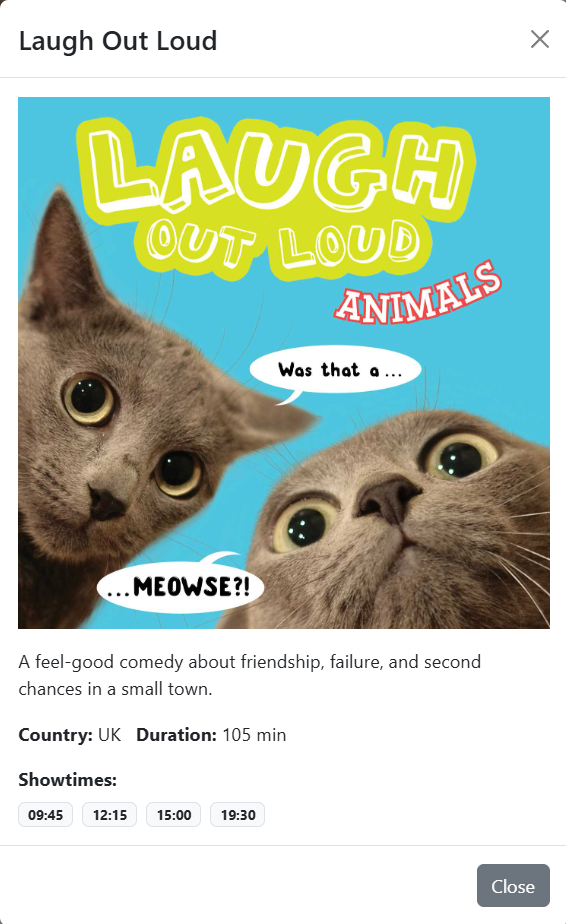 Laugh Out Loud
LAUGH
OUT LOUD
ANIMALS
Was that a ...
...MEOWSE?!
A feel-good comedy about friendship, failure, and second
chances in a small town.
Country: UK Duration: 105 min
Showtimes:
09:45 12:15 15:00 19:30
Close